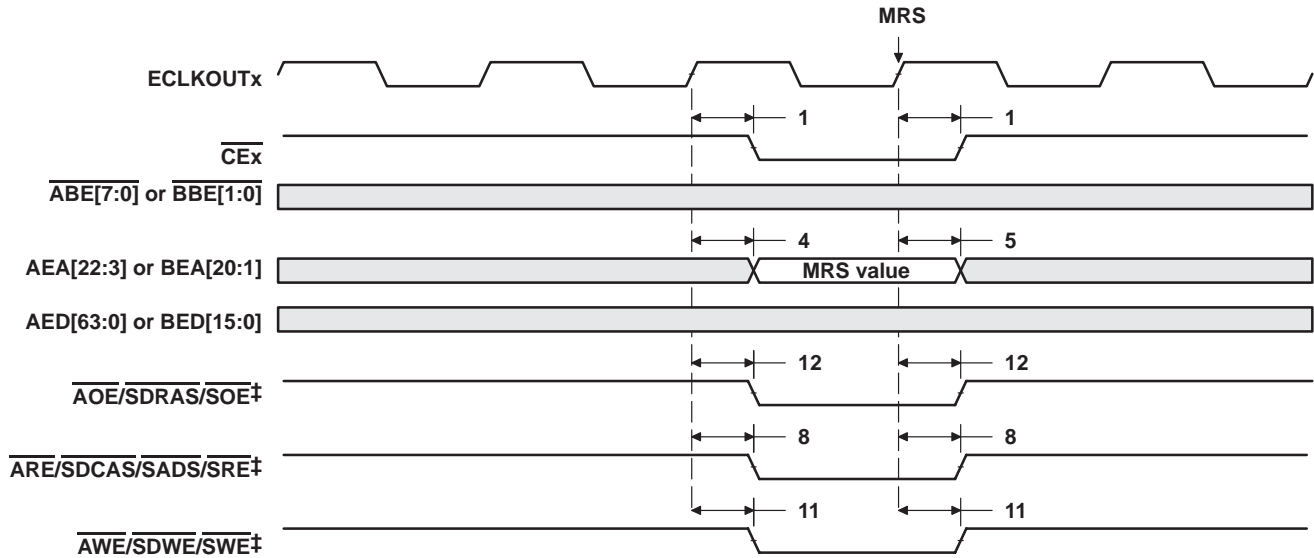 MRS
ECLKOUTx
1 1
CEx
ABE[7:0] or BBE[1:0]
4 5
AEA[22:3] or BEA[20:1] MRS value
AED[63:0] or BED[15:0]
12 12
AOE/SDRAS/SOE‡
8 8
ARE/SDCAS/SADS/SRE‡
11 11
AWE/SDWE/SWE‡